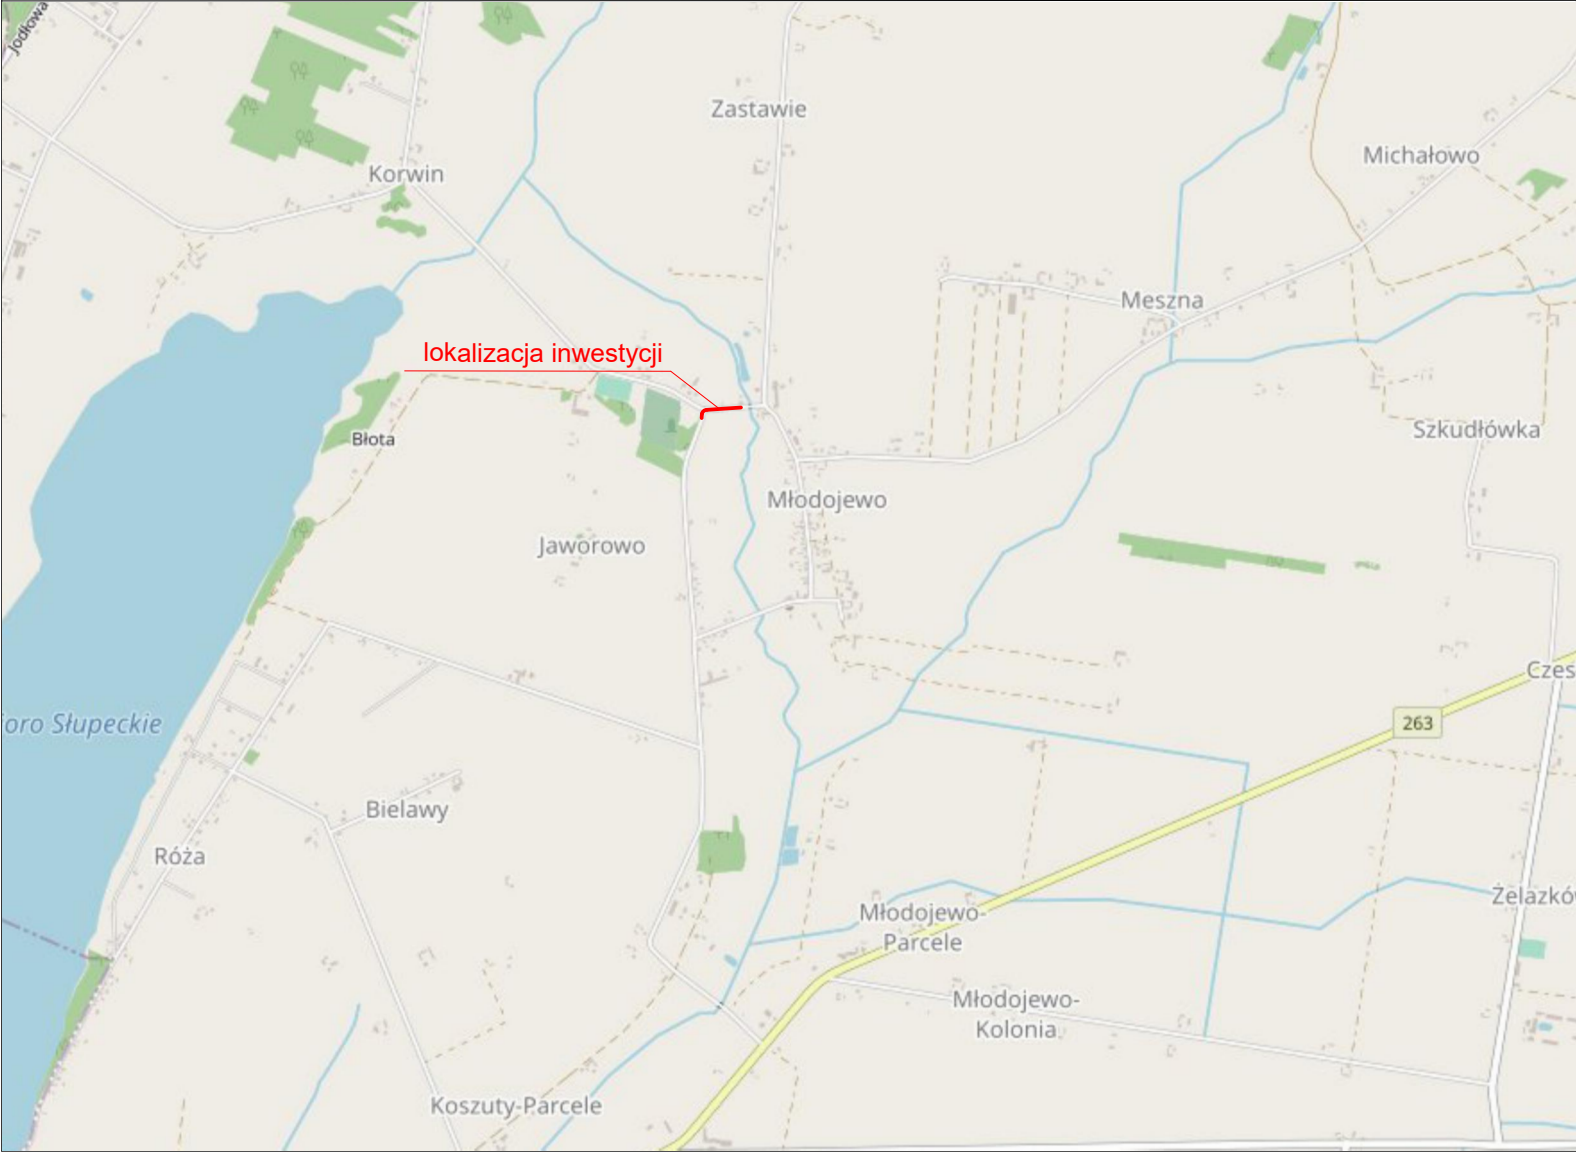 Jodłowa
Zastawie
Michałowo
Korwin
Meszna
lokalizacja inwestycji
Błota
Szkudłówka
Młodojewo
Jaworowo
Czes
oro Słupeckie
263
Bielawy
Róża
Żelazków
Młodojewo-
Parcele
Młodojewo-
Kolonia
Koszuty-Parcele